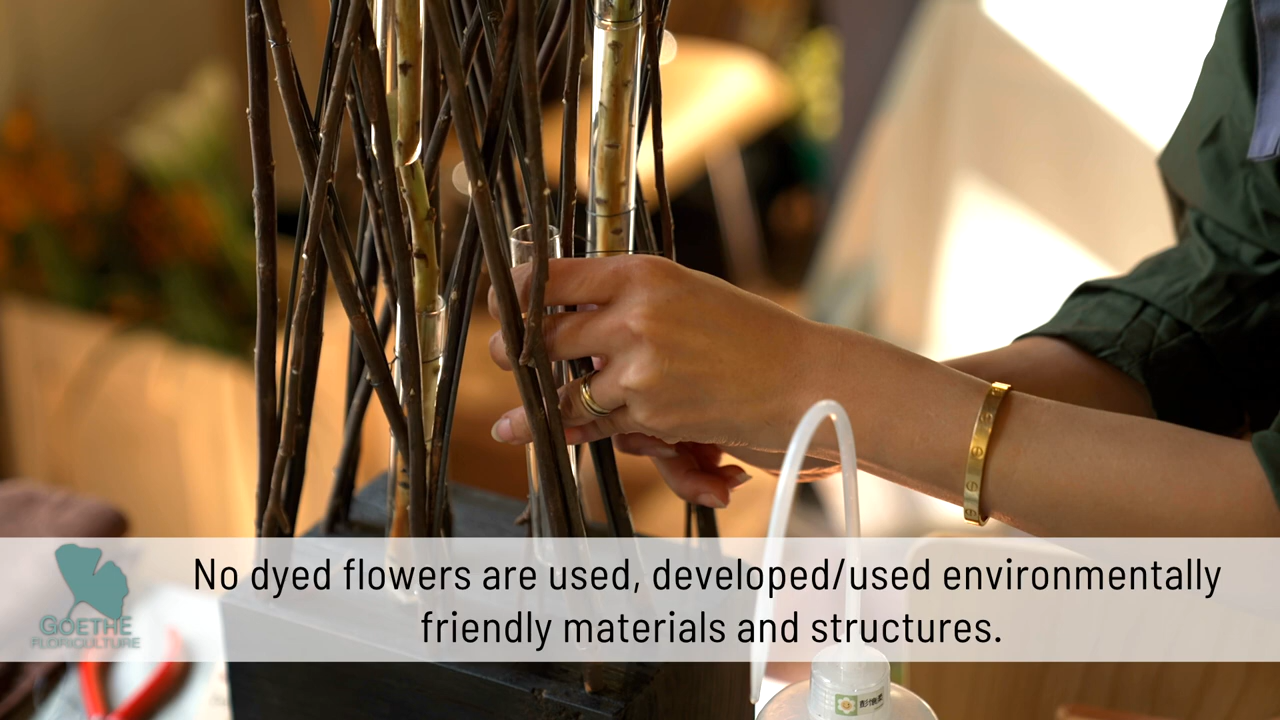 No dyed flowers are used, developed/used environmentally
friendly materials and structures.
GOETHE
FLORICULTURE